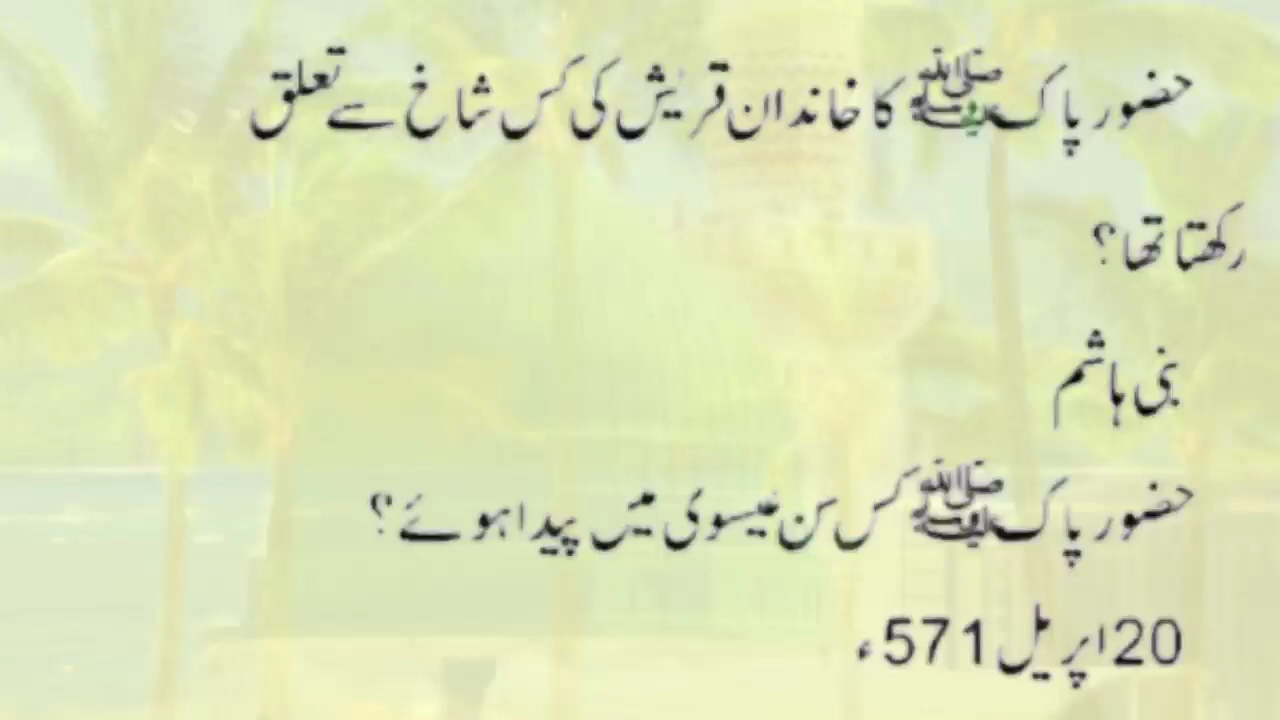 حضور پاک ﷺ کا خاندان قریش کی کس شاخ سے تعلق
رکھتا تھا؟
بنی ہاشم
حضور پاک ﷺ کس سن عیسوی میں پیدا ہوئے؟
20 اپریل 571ء